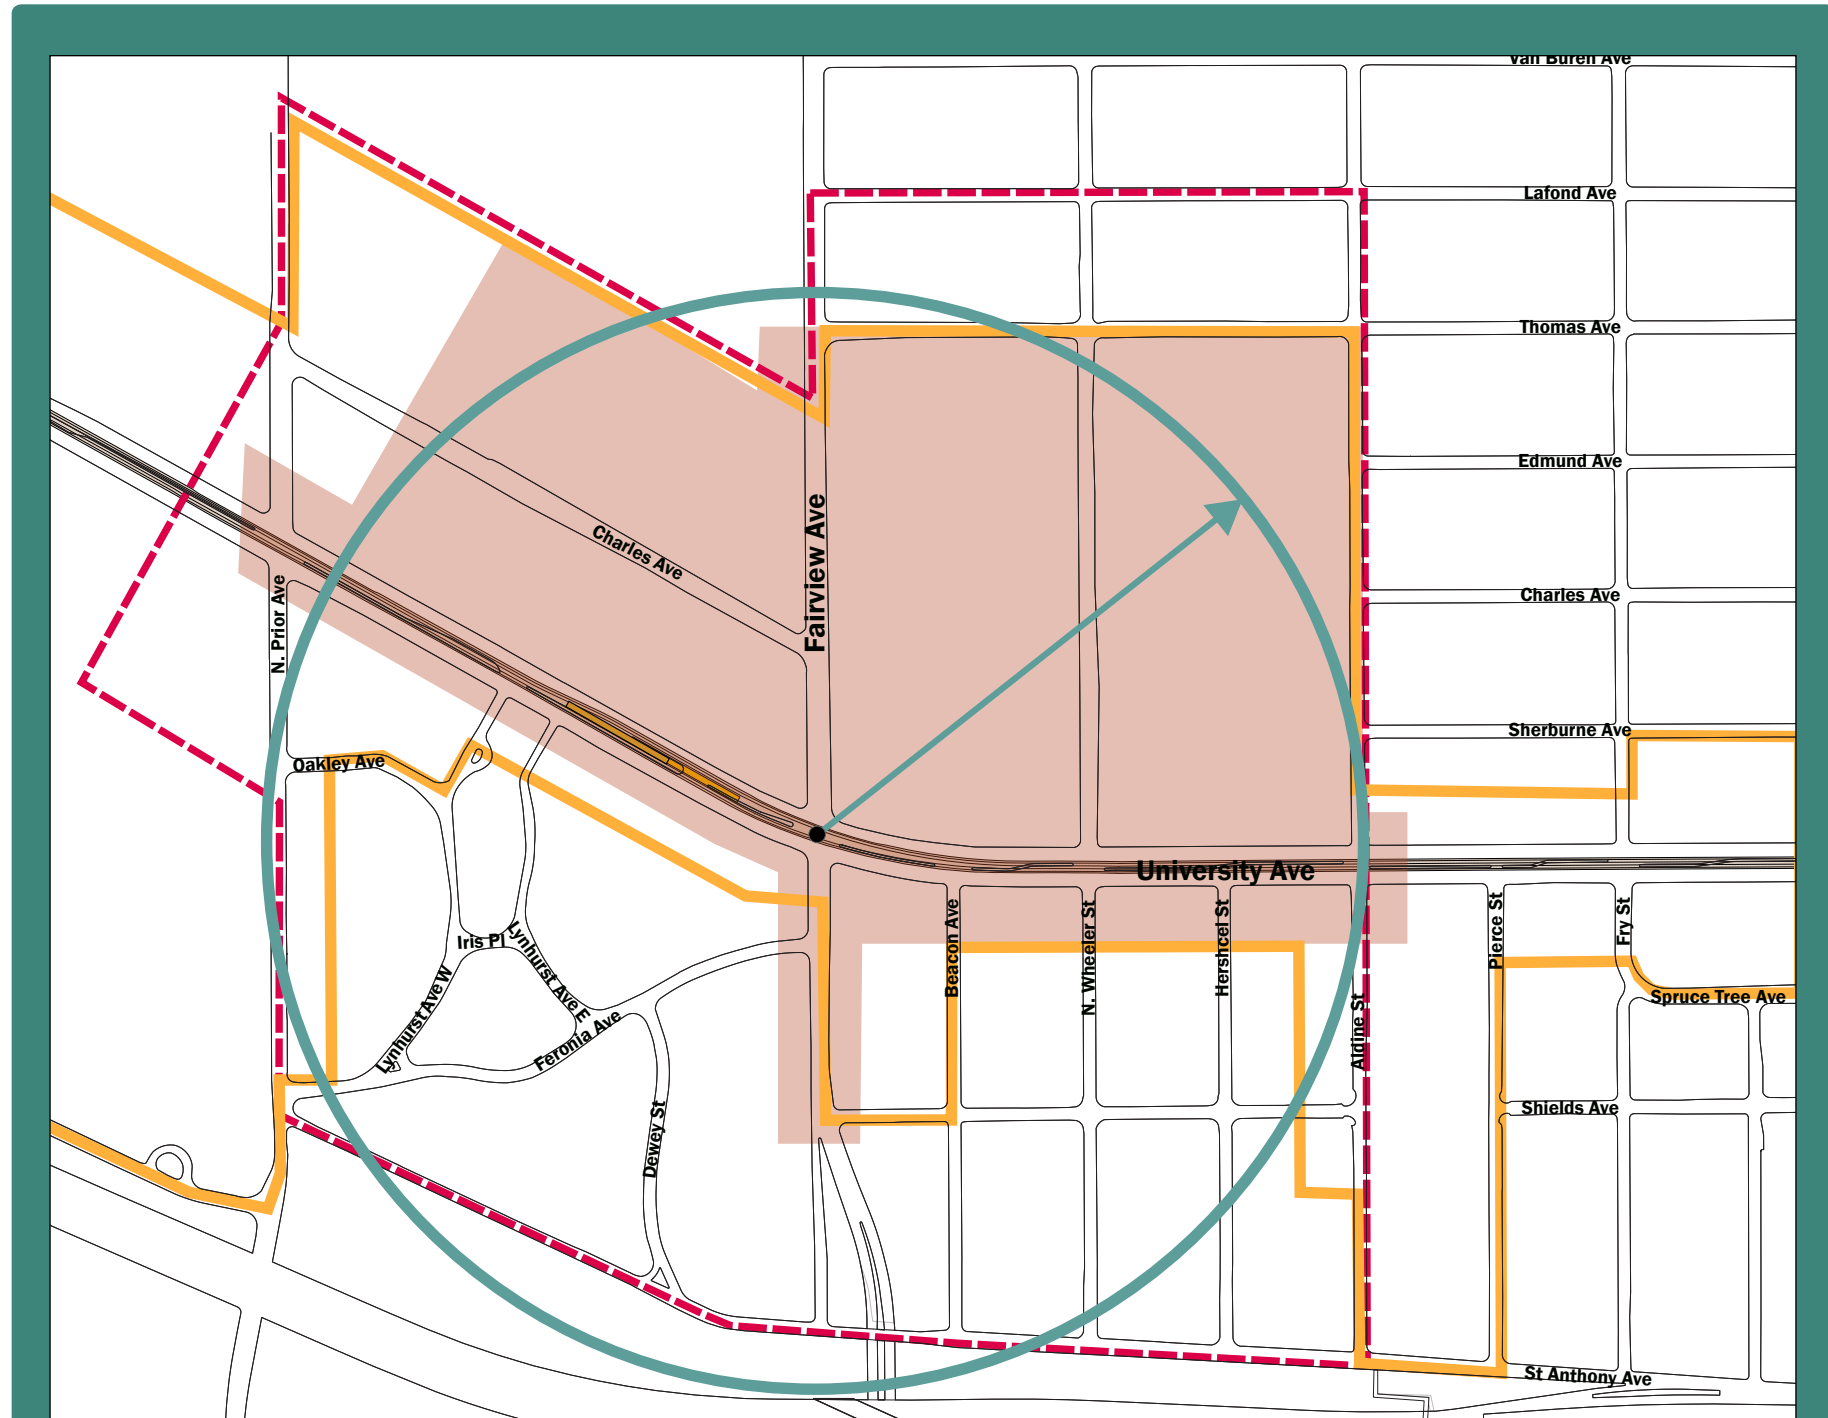 Van Buren Ave
Lafond Ave
Thomas Ave
Edmund Ave
Charles Ave
Fairview Ave
Charles Ave
N. Prior Ave
Sherburne Ave
Oakley Ave
University Ave
Beacon Ave
N. Wheeler St
Hershcel St
Pierce St
Fry St
Iris Pl
Lynhurst Ave E
Lynhurst Ave W
Feronia Ave
Aldine St
Spruce Tree Ave
Dewey St
Shields Ave
St Anthony Ave